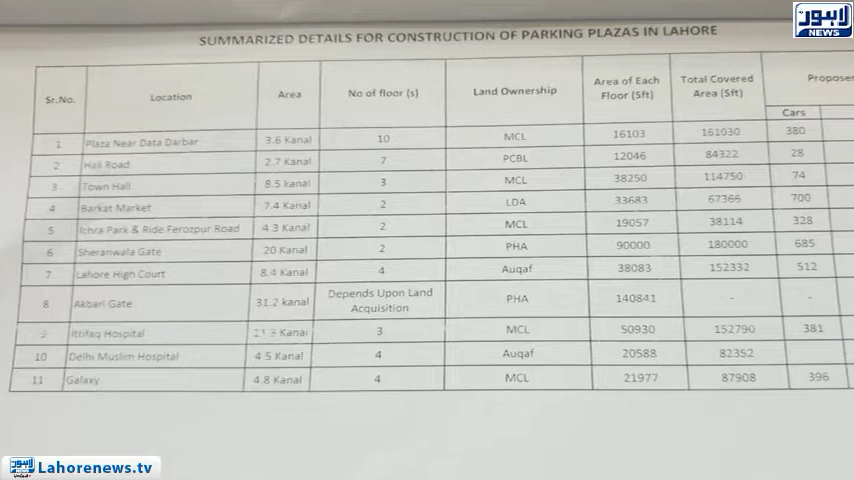 لاہور
NEWS
SUMMARIZED DETAILS FOR CONSTRUCTION OF PARKING PLAZAS IN LAHORE
Sr.No. Location Area No of floor (s) Land Ownership Area of Each Floor (Sft) Total Covered Area (Sft) Propose
Cars
1 Plaza Near Data Darbar 3.6 Kanal 10 MCL 16103 161030 380
2 Hall Road 2.7 Kanal 7 PCBL 12046 84322 28
3 Town Hall 8.5 kanal 3 MCL 38250 114750 74
4 Barkat Market 7.4 Kanal 2 LDA 33683 67366 700
5 Ichra Park & Ride Ferozpur Road 4.3 Kanal 2 MCL 19057 38114 328
6 Sheranwala Gate 20 Kanal 2 PHA 90000 180000 685
7 Lahore High Court 8.4 Kanal 4 Auqaf 38083 152332 512
8 Akbari Gate 31.2 kanal Depends Upon Land Acquisition PHA 140841 - -
9 Ittifaq Hospital Kanal 3 MCL 50930 152790 381
10 Delhi Muslim Hospital 4.5 Kanal 4 Auqaf 20588 82352
11 Galaxy 4.8 Kanal 4 MCL 21977 87908 396
لاہور Lahorenews.tv